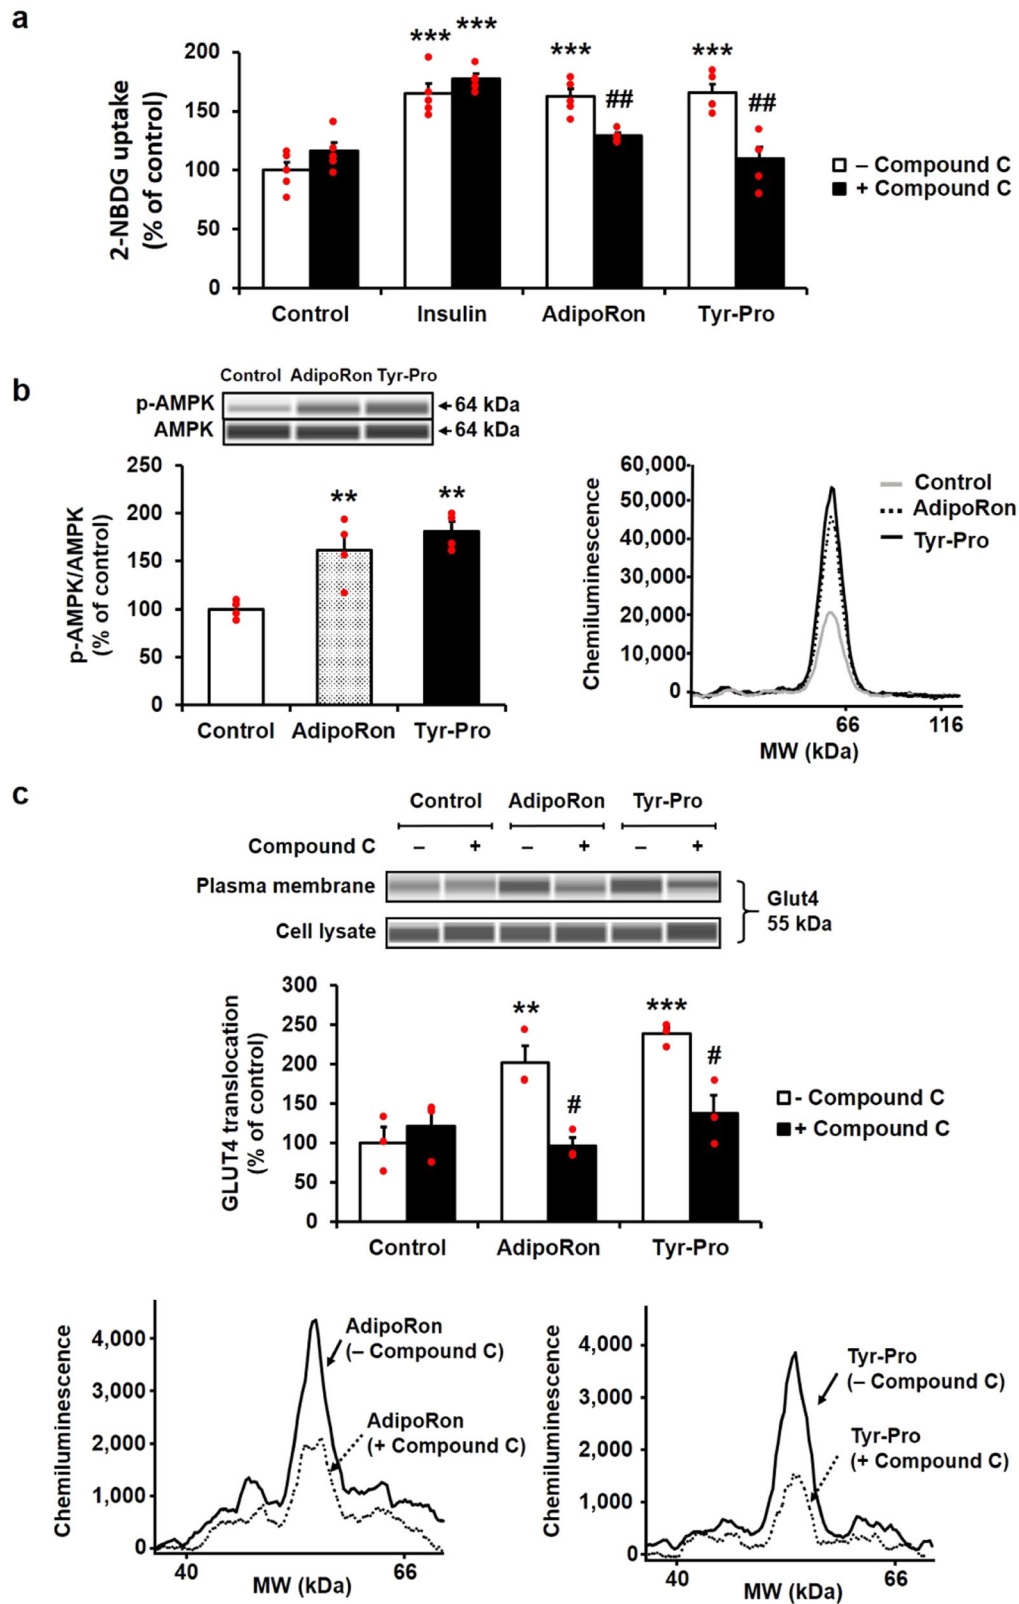 a
*** ***
*** ***
## ##
200
150
100
50
0
2-NBDG uptake
(% of control)
– Compound C
+ Compound C
Control Insulin AdipoRon Tyr-Pro
b
Control AdipoRon Tyr-Pro
p-AMPK 64 kDa
AMPK 64 kDa
250
200
150
100
50
0
p-AMPK/AMPK
(% of control)
** **
Control AdipoRon Tyr-Pro
60,000
50,000
40,000
30,000
20,000
10,000
0
Chemiluminescence
Control
AdipoRon
Tyr-Pro
66 116
MW (kDa)
c
Control AdipoRon Tyr-Pro
Compound C – + – + – +
Plasma membrane
Cell lysate
Glut4
55 kDa
300
250
200
150
100
50
0
GLUT4 translocation
(% of control)
** ***
# #
- Compound C
+ Compound C
Control AdipoRon Tyr-Pro
4,000
3,000
2,000
1,000
0
Chemiluminescence
AdipoRon
(– Compound C)
AdipoRon
(+ Compound C)
40 66
MW (kDa)
4,000
3,000
2,000
1,000
0
Chemiluminescence
Tyr-Pro
(– Compound C)
Tyr-Pro
(+ Compound C)
40 66
MW (kDa)